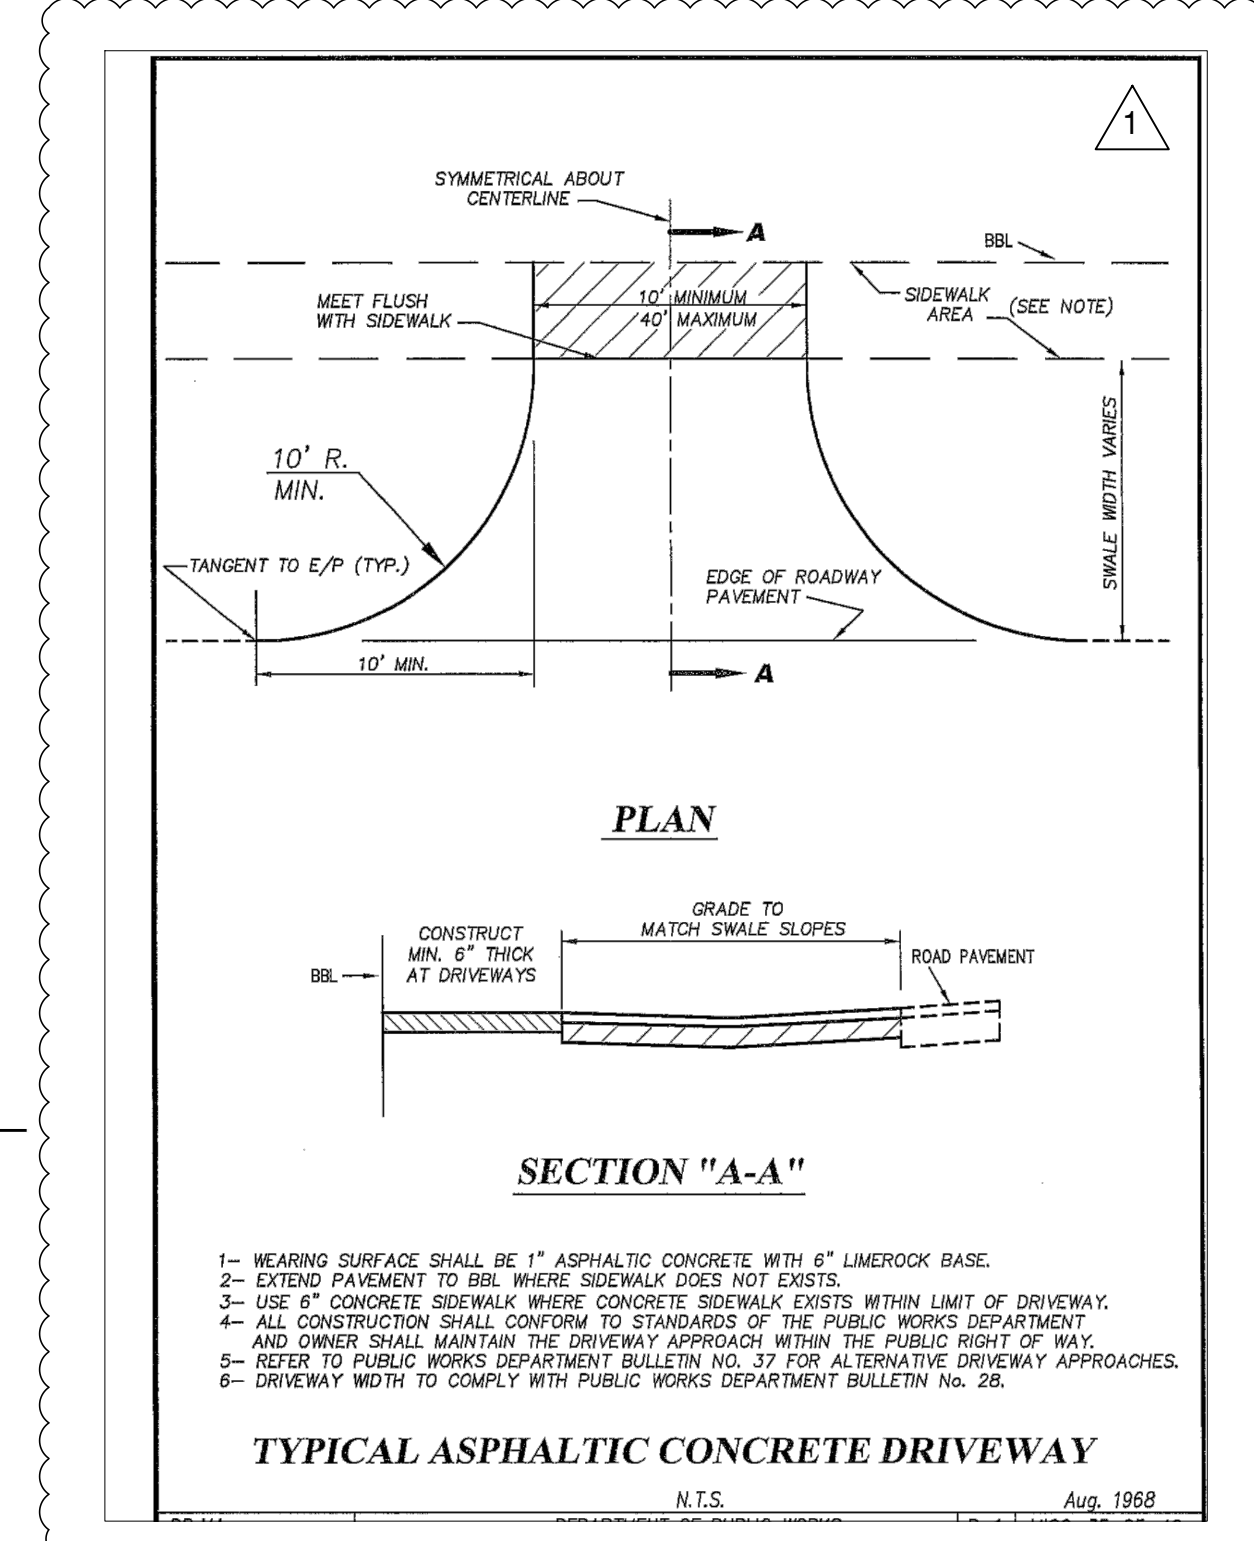 1
SYMMETRICAL ABOUT
CENTERLINE
A
BBL
MEET FLUSH
WITH SIDEWALK
10' MINIMUM
40' MAXIMUM
SIDEWALK
AREA
(SEE NOTE)
SWALE WIDTH VARIES
10' R.
MIN.
TANGENT TO E/P (TYP.)
EDGE OF ROADWAY
PAVEMENT
10' MIN.
A
PLAN
GRADE TO
MATCH SWALE SLOPES
CONSTRUCT
MIN. 6" THICK
AT DRIVEWAYS
BBL
ROAD PAVEMENT
SECTION "A-A"
1– WEARING SURFACE SHALL BE 1" ASPHALTIC CONCRETE WITH 6" LIMEROCK BASE.
2– EXTEND PAVEMENT TO BBL WHERE SIDEWALK DOES NOT EXISTS.
3– USE 6" CONCRETE SIDEWALK WHERE CONCRETE SIDEWALK EXISTS WITHIN LIMIT OF DRIVEWAY.
4– ALL CONSTRUCTION SHALL CONFORM TO STANDARDS OF THE PUBLIC WORKS DEPARTMENT
AND OWNER SHALL MAINTAIN THE DRIVEWAY APPROACH WITHIN THE PUBLIC RIGHT OF WAY.
5– REFER TO PUBLIC WORKS DEPARTMENT BULLETIN NO. 37 FOR ALTERNATIVE DRIVEWAY APPROACHES.
6– DRIVEWAY WIDTH TO COMPLY WITH PUBLIC WORKS DEPARTMENT BULLETIN No. 28.
TYPICAL ASPHALTIC CONCRETE DRIVEWAY
N.T.S.
Aug. 1968
DEPARTMENT OF PUBLIC WORKS